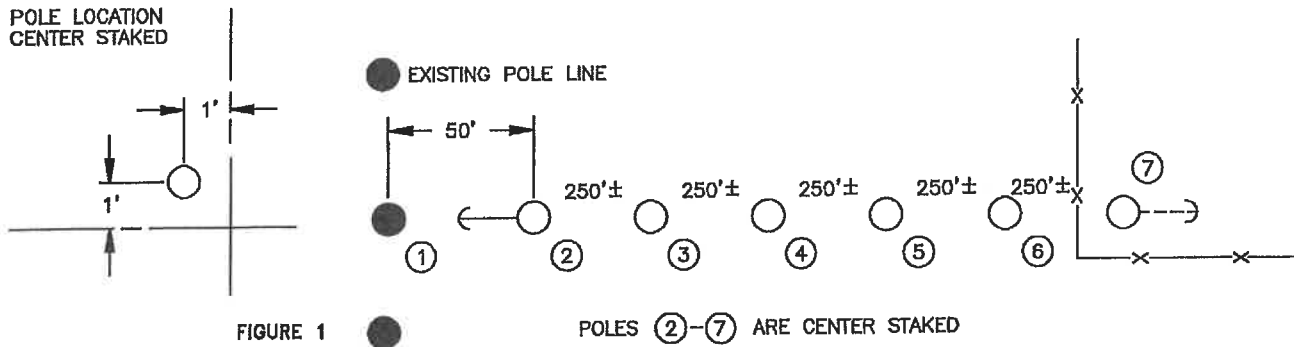 POLE LOCATION
CENTER STAKED
EXISTING POLE LINE
1'
50'
1'
250'± 250'± 250'± 250'± 250'±
7
1 2 3 4 5 6
FIGURE 1
POLES 2-7 ARE CENTER STAKED